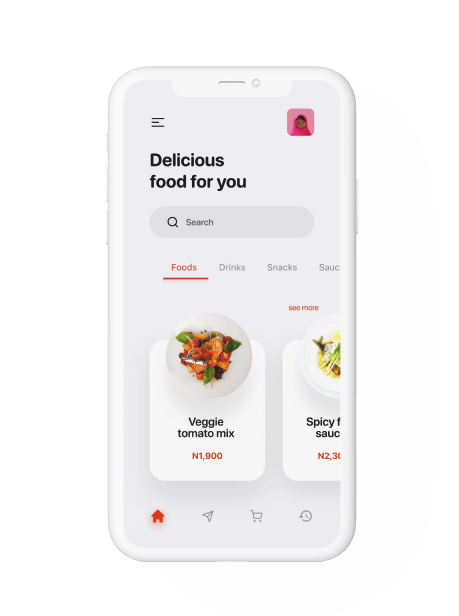 Delicious
food for you
Search
Foods Drinks Snacks Sauc
see more
Veggie
tomato mix
N1,900
Spicy f
sauc
N2,30